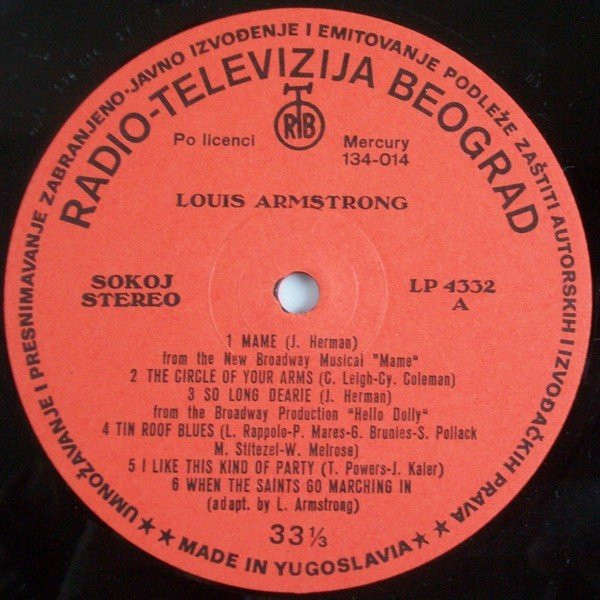 UMNOŽAVANJE I PRESNIMAVANJE ZABRANJENO·JAVNO IZVOĐENJE I EMITOVANJE PODLEŽE ZAŠTITI AUTORSKIH I IZVOĐAČKIH PRAVA
RADIO-TELEVIZIJA BEOGRAD
RTB
Po licenci
Mercury
134-014
LOUIS ARMSTRONG
SOKOJ
STEREO
LP 4332
A
1 MAME (J. Herman)
from the New Broadway Musical "Mame"
2 THE CIRCLE OF YOUR ARMS (C. Leigh-Cy. Coleman)
3 SO LONG DEARIE (J. Herman)
from the Broadway Production "Hello Dolly"
4 TIN ROOF BLUES (L. Rappolo-P. Mares-G. Brunies-S. Pollack
M. Stitezel-W. Melrose)
5 I LIKE THIS KIND OF PARTY (T. Powers-J. Kaler)
6 WHEN THE SAINTS GO MARCHING IN
(adapt. by L. Armstrong)
33⅓
★★ MADE IN YUGOSLAVIA ★★